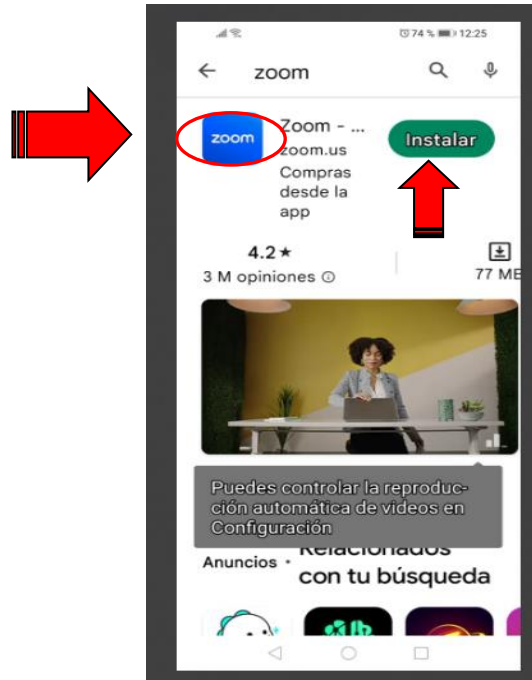 74 % 12:25
zoom
zoom
Zoom - ...
zoom.us
Instalar
Compras
desde la
app
4.2★
3 M opiniones
77 ME
Puedes controlar la reproduc-
ción automática de videos en
Configuración
Anuncios ·
Relacionados
con tu búsqueda